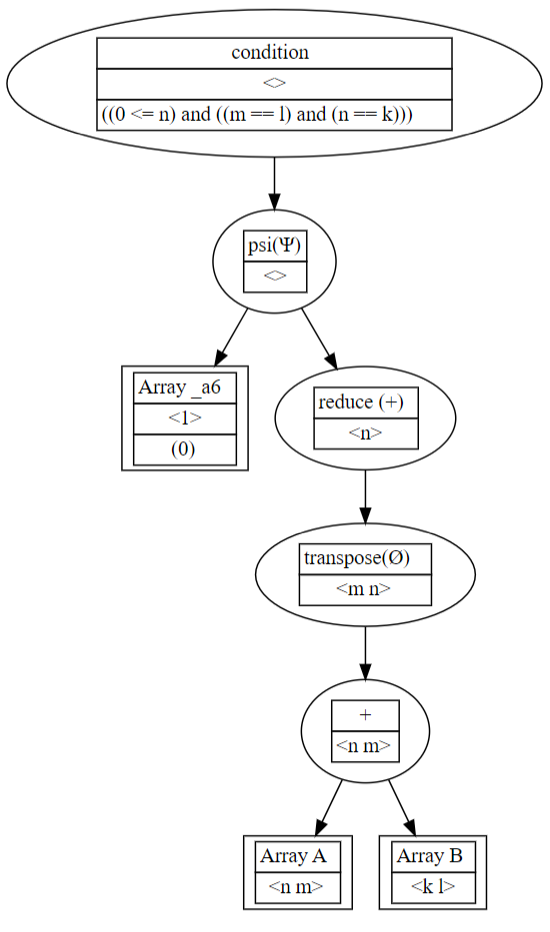 condition
<>
((0 <= n) and ((m == l) and (n == k)))
psi(Ψ)
<>
Array _a6
<1>
(0)
reduce (+)
<n>
transpose(Ø)
<m n>
+
<n m>
Array A
<n m>
Array B
<k l>